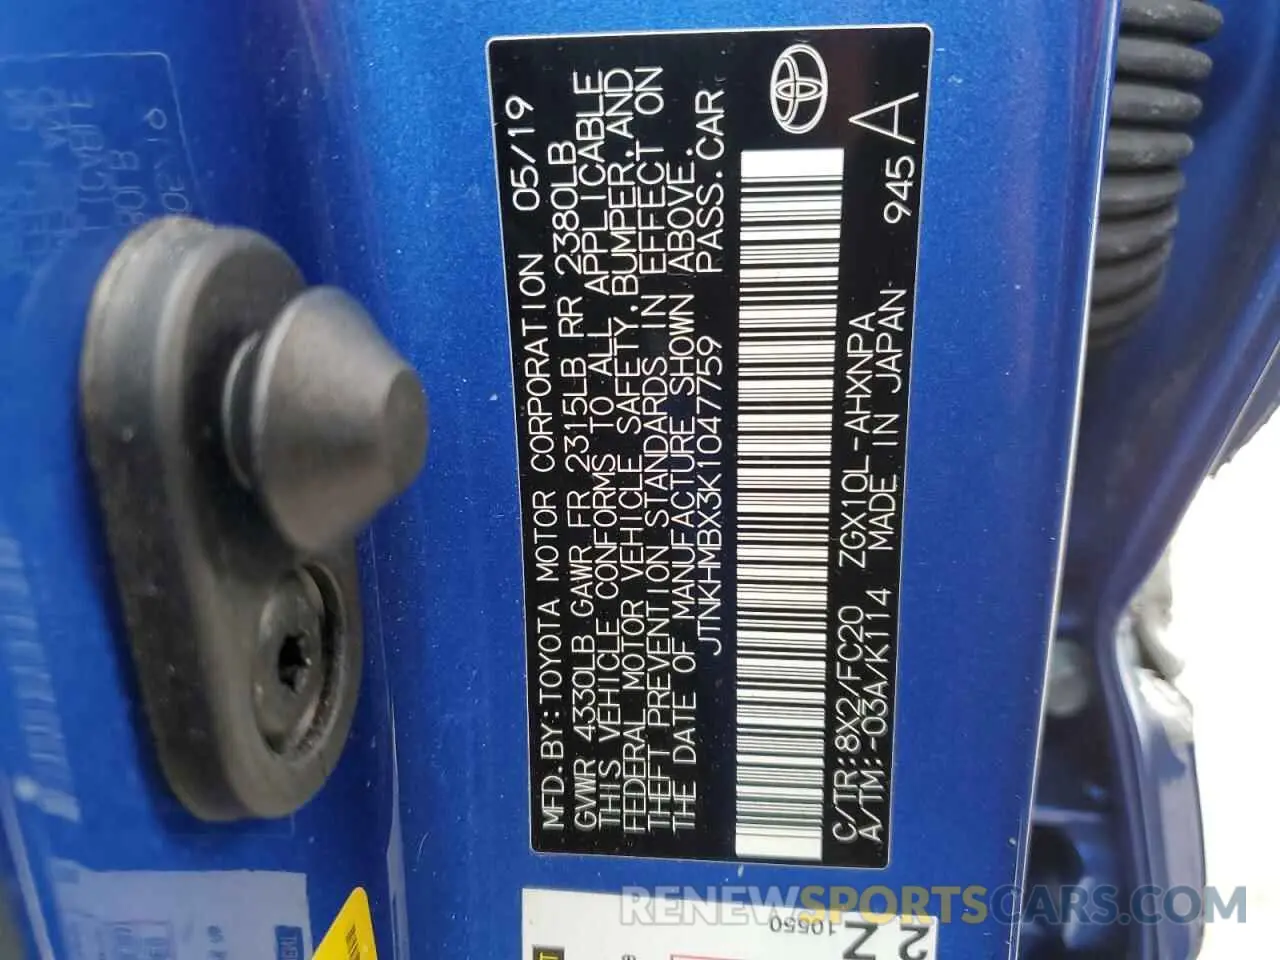 MFD.BY:TOYOTA MOTOR CORPORATION 05/19
GVWR 4330LB GAWR FR 2315LB RR 2380LB
THIS VEHICLE CONFORMS TO ALL APPLICABLE
FEDERAL MOTOR VEHICLE SAFETY,BUMPER,AND
THEFT PREVENTION STANDARDS IN EFFECT ON
THE DATE OF MANUFACTURE SHOWN ABOVE.
JTNKHMBX3K1047759 PASS.CAR
C/TR:8X2/FC20 ZGX10L-AHXNPA 945
A/TM:-03A/K114 MADE IN JAPAN
A
2
N
10550
RENEWSPORTSCARS.COM